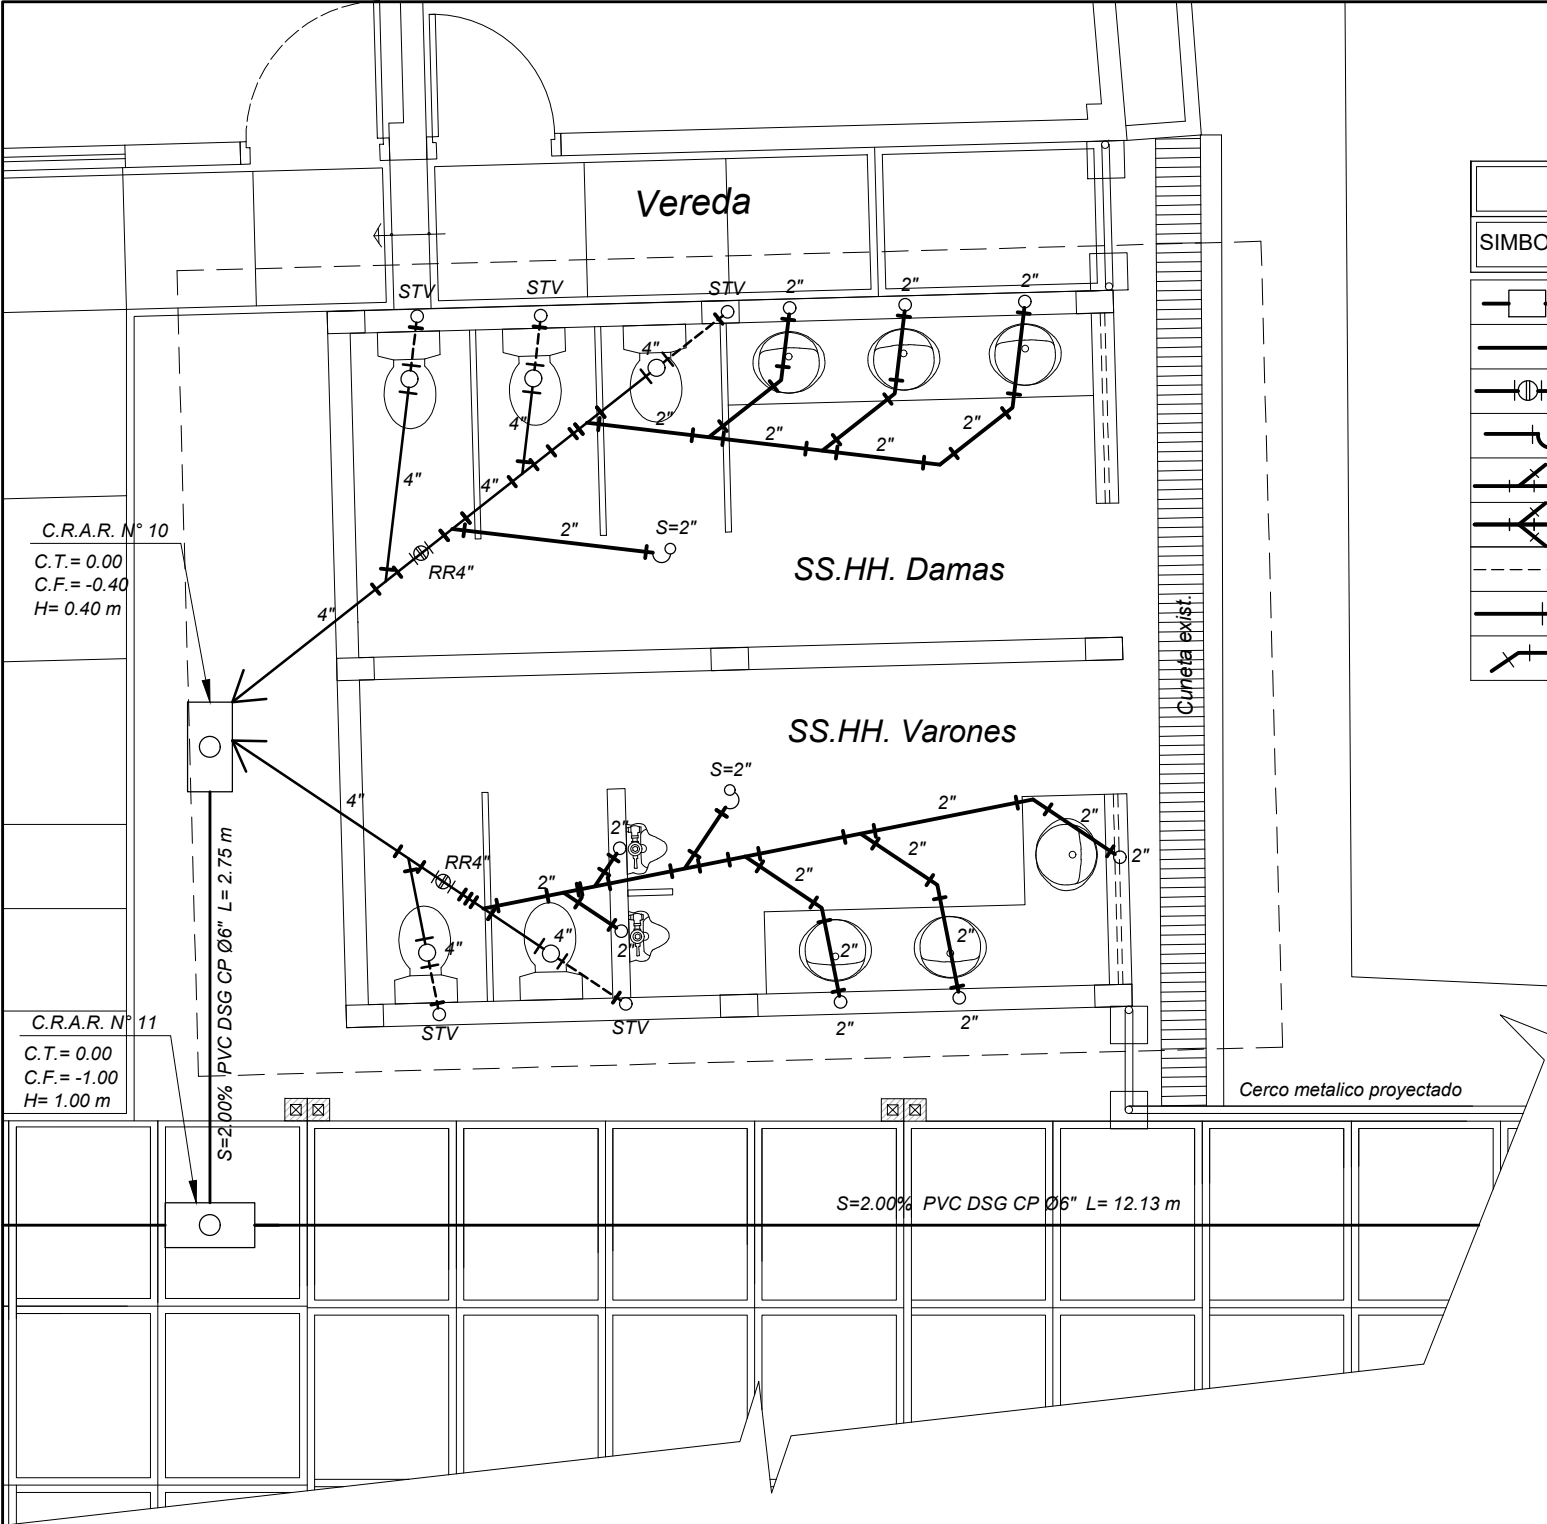 Vereda
SIMBO
STV
STV
STV
2"
2"
2"
4"
4"
2"
2"
2"
2"
4"
4"
2"
S=2"
RR4"
4"
C.R.A.R. N° 10
C.T.= 0.00
C.F.= -0.40
H= 0.40 m
SS.HH. Damas
Cuneta exist.
SS.HH. Varones
S=2"
4"
2"
2"
2"
2"
RR4"
2"
2"
2"
4"
4"
2"
2"
2"
STV
STV
2"
2"
S=2.00% PVC DSG CP Ø6" L= 2.75 m
C.R.A.R. N° 11
C.T.= 0.00
C.F.= -1.00
H= 1.00 m
Cerco metalico proyectado
S=2.00% PVC DSG CP Ø6" L= 12.13 m